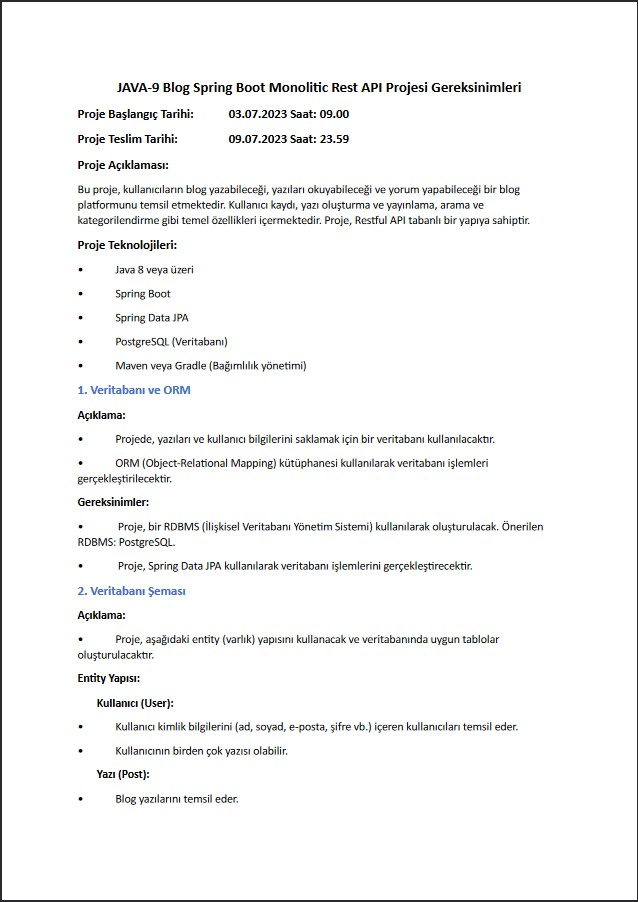 JAVA-9 Blog Spring Boot Monolitic Rest API Projesi Gereksinimleri
Proje Başlangıç Tarihi: 03.07.2023 Saat: 09.00
Proje Teslim Tarihi: 09.07.2023 Saat: 23.59
Proje Açıklaması:
Bu proje, kullanıcıların blog yazabileceği, yazıları okuyabileceği ve yorum yapabileceği bir blog
platformunu temsil etmektedir. Kullanıcı kaydı, yazı oluşturma ve yayınlama, arama ve
kategorilendirme gibi temel özellikleri içermektedir. Proje, Restful API tabanlı bir yapıya sahiptir.
Proje Teknolojileri:
• Java 8 veya üzeri
• Spring Boot
• Spring Data JPA
• PostgreSQL (Veritabanı)
• Maven veya Gradle (Bağımlılık yönetimi)
1. Veritabanı ve ORM
Açıklama:
• Projede, yazıları ve kullanıcı bilgilerini saklamak için bir veritabanı kullanılacaktır.
• ORM (Object-Relational Mapping) kütüphanesi kullanılarak veritabanı işlemleri
gerçekleştirilecektir.
Gereksinimler:
• Proje, bir RDBMS (İlişkisel Veritabanı Yönetim Sistemi) kullanılarak oluşturulacak. Önerilen
RDBMS: PostgreSQL.
• Proje, Spring Data JPA kullanılarak veritabanı işlemlerini gerçekleştirecektir.
2. Veritabanı Şeması
Açıklama:
• Proje, aşağıdaki entity (varlık) yapısını kullanacak ve veritabanında uygun tablolar
oluşturulacaktır.
Entity Yapısı:
Kullanıcı (User):
• Kullanıcı kimlik bilgilerini (ad, soyad, e-posta, şifre vb.) içeren kullanıcıları temsil eder.
• Kullanıcının birden çok yazısı olabilir.
Yazı (Post):
• Blog yazılarını temsil eder.